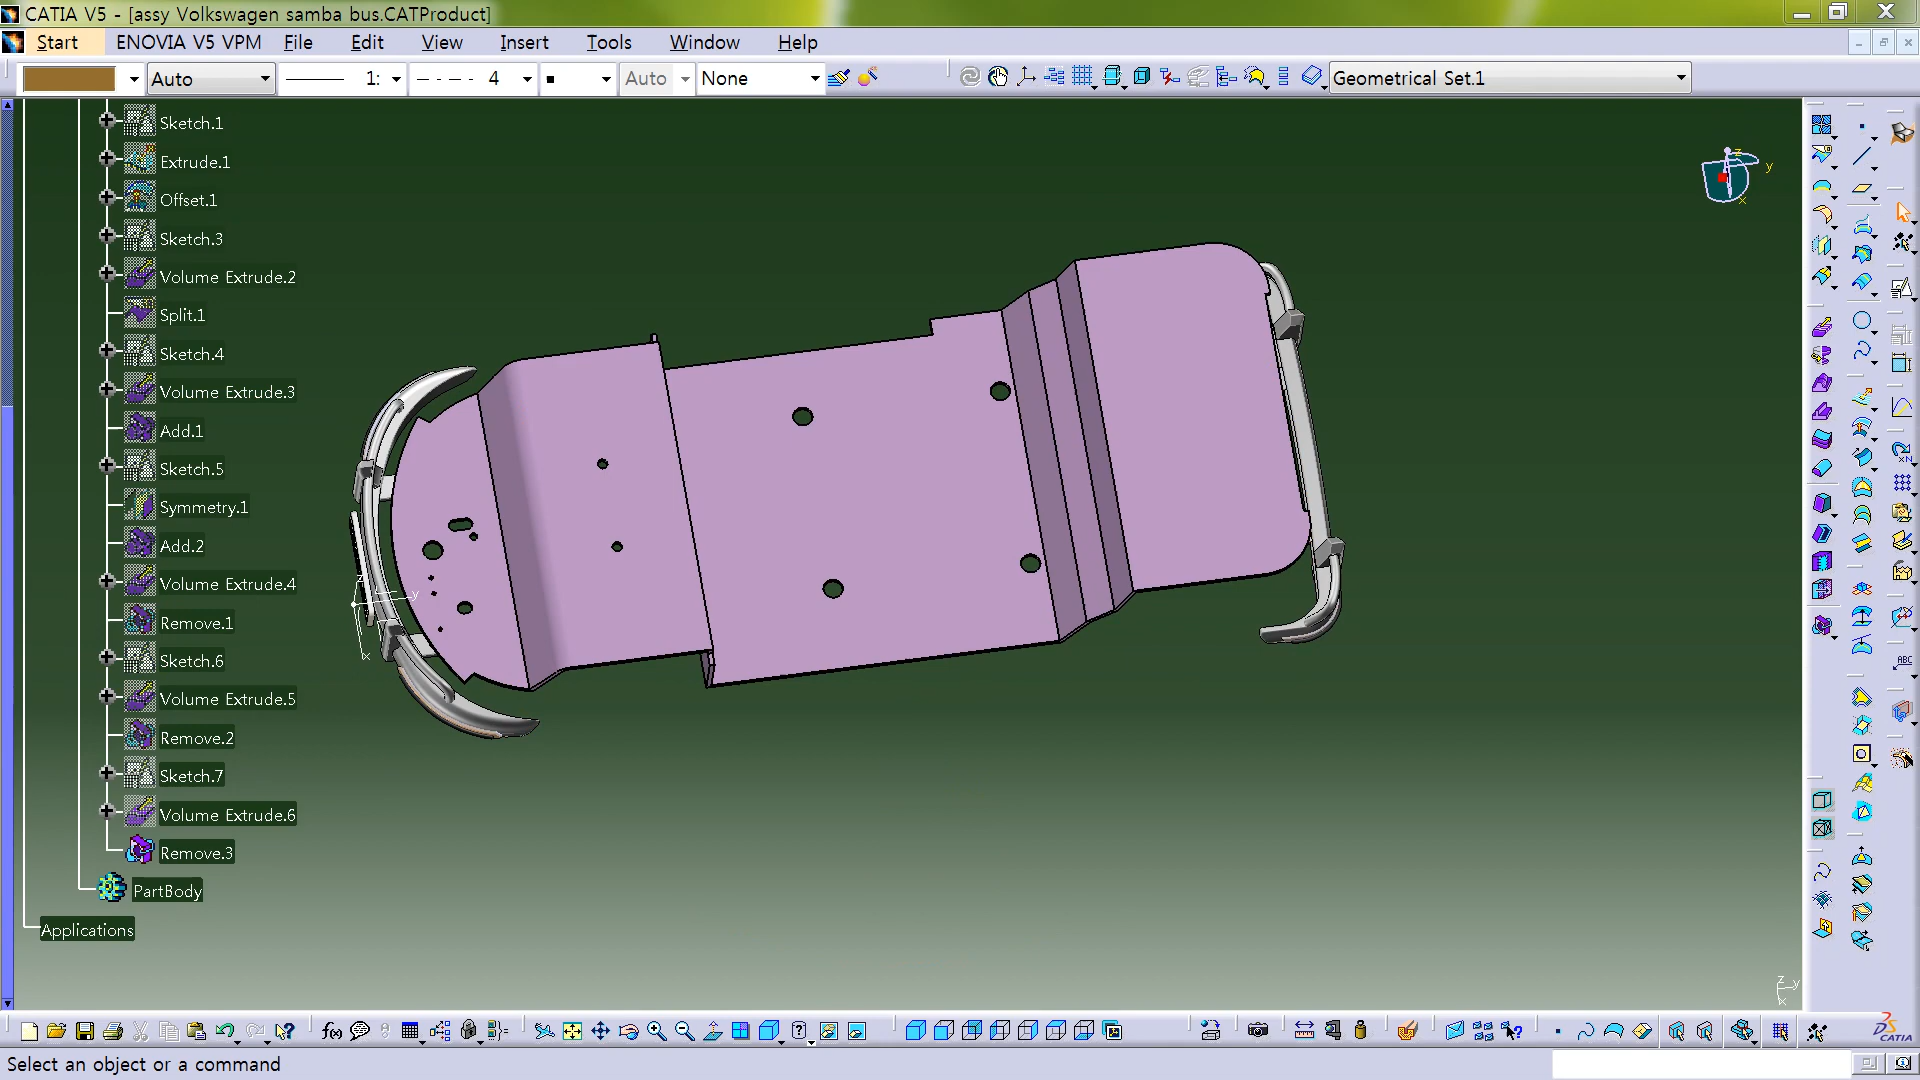 CATIA V5 - [assy Volkswagen samba bus.CATProduct]
Start ENOVIA V5 VPM File Edit View Insert Tools Window Help
Auto 1: 4 Auto None Geometrical Set.1
Sketch.1
Extrude.1
Offset.1
Sketch.3
Volume Extrude.2
Split.1
Sketch.4
Volume Extrude.3
Add.1
Sketch.5
Symmetry.1
Add.2
Volume Extrude.4
Remove.1
Sketch.6
Volume Extrude.5
Remove.2
Sketch.7
Volume Extrude.6
Remove.3
PartBody
Applications
z
y
x
z
y
x
z
y
x
ABC
f(x)
CATIA
Select an object or a command